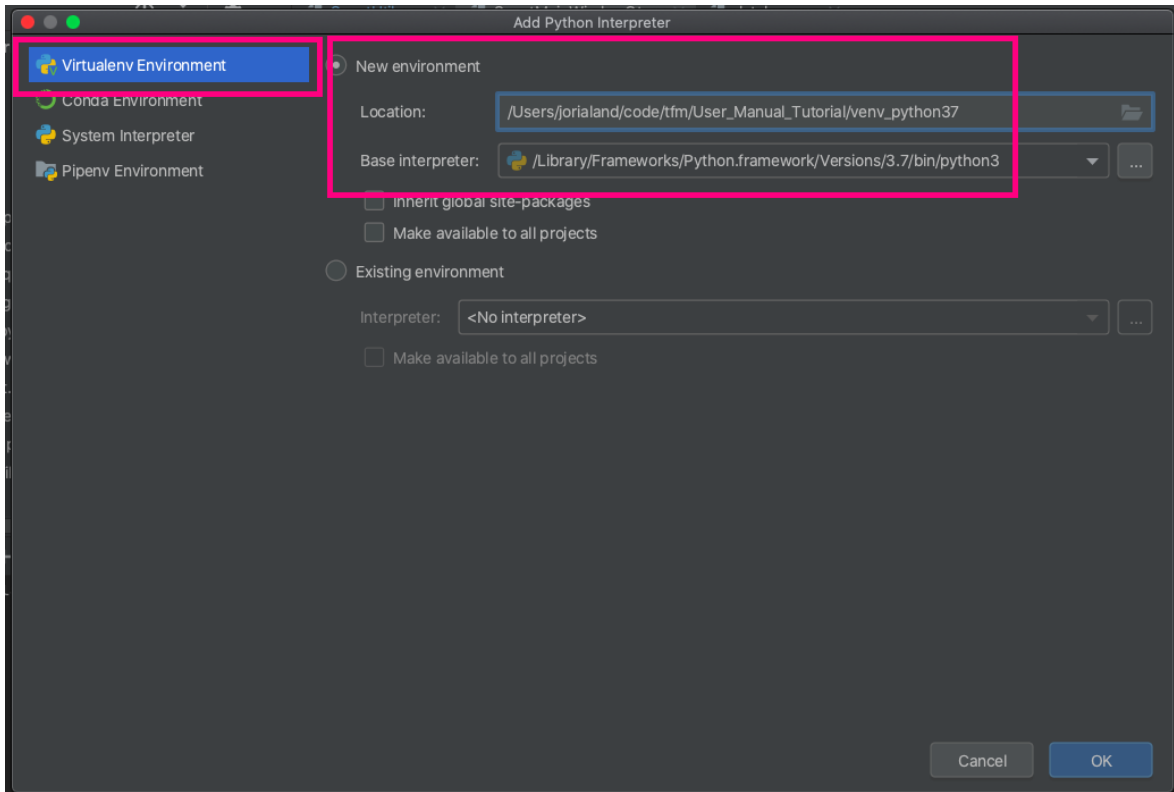 Add Python Interpreter
Virtualenv Environment
Conda Environment
System Interpreter
Pipenv Environment
New environment
Location: /Users/jorialand/code/tfm/User_Manual_Tutorial/venv_python37
Base interpreter: /Library/Frameworks/Python.framework/Versions/3.7/bin/python3
...
Inherit global site-packages
Make available to all projects
Existing environment
Interpreter: <No interpreter>
...
Make available to all projects
Cancel OK